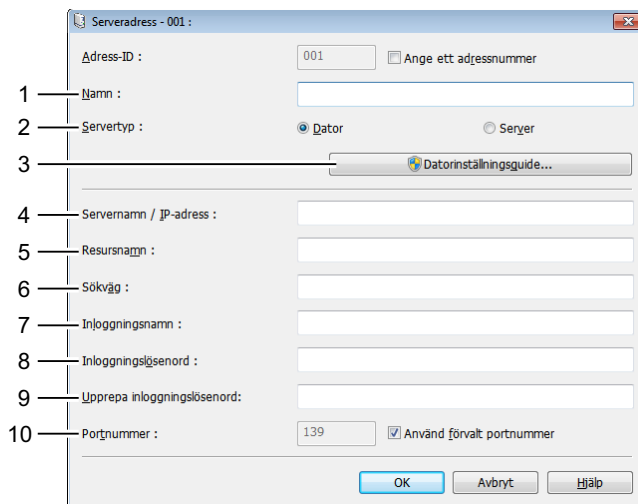 Serveradress - 001 :
Adress-ID : 001 Ange ett adressnummer
1 Namn :
2 Servertyp : Dator Server
3 Datorinställningsguide...
4 Servernamn / IP-adress :
5 Resursnamn :
6 Sökväg :
7 Inloggningsnamn :
8 Inloggningslösenord :
9 Upprepa inloggningslösenord:
10 Portnummer : 139 Använd förvalt portnummer
OK Avbryt Hjälp